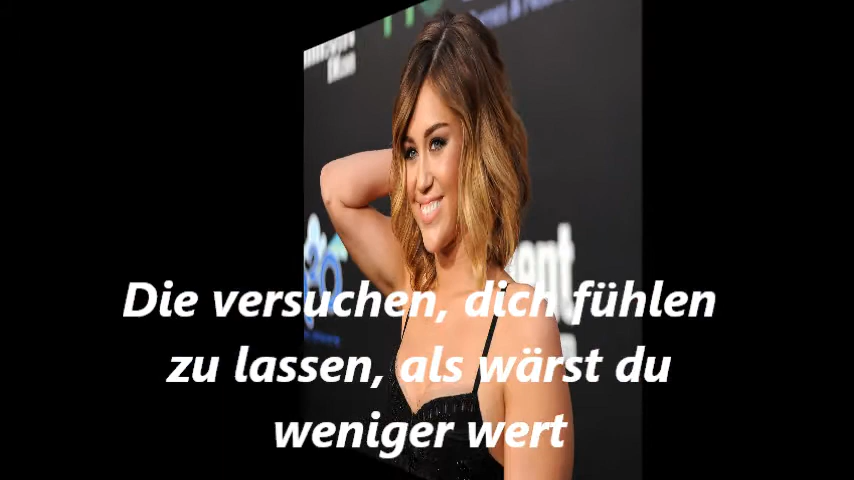 Die versuchen, dich fühlen
zu lassen, als wärst du
weniger wert